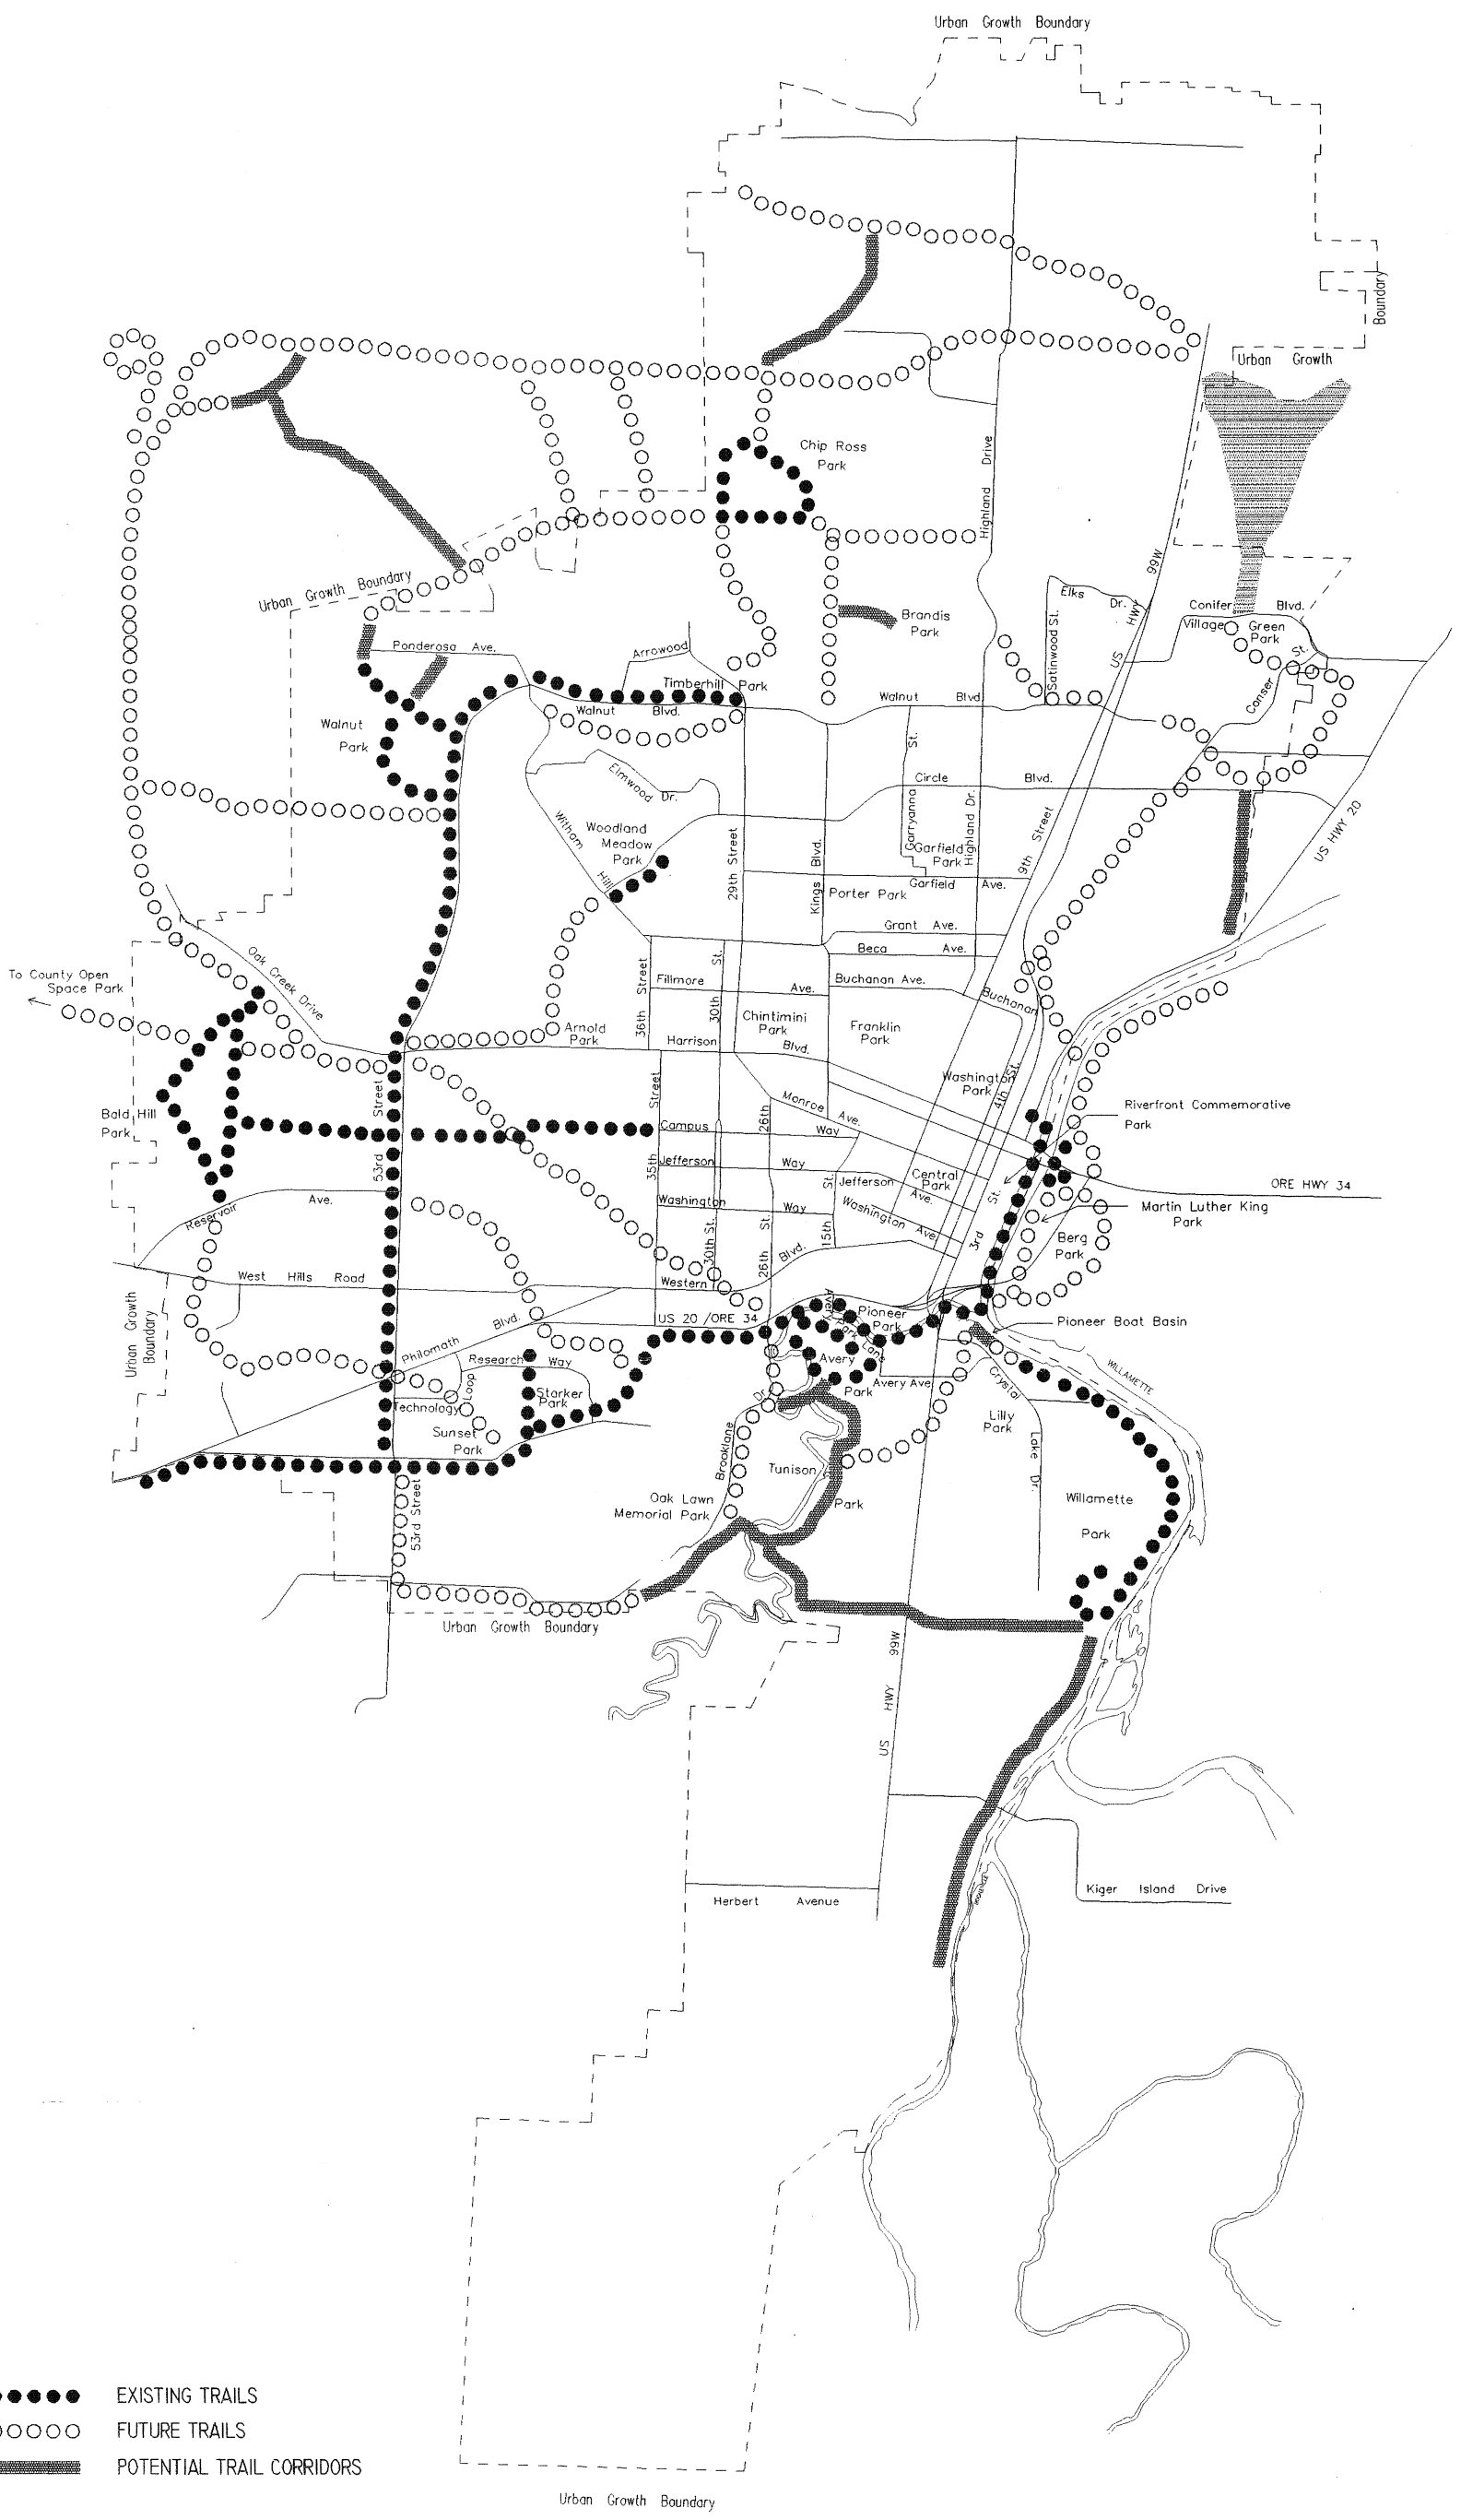 Urban Growth Boundary
Boundary
Urban Growth
Chip Ross
Park
Highland Drive
US HWY 99W
Elks Dr.
Satinwood St.
Conifer Blvd.
Village Green
Park
Conser St.
Brandis
Park
Urban Growth Boundary
Ponderosa Ave.
Arrowood
Timberhill Park
Walnut Blvd.
Walnut Blvd.
Walnut
Park
Elmwood Dr.
Circle Blvd.
Garryanna St.
Highland Dr.
9th Street
US HWY 20
Witham Hill
Woodland
Meadow
Park
29th Street
Kings Blvd.
Garfield
Park
Garfield Ave.
Porter Park
Grant Ave.
Beca Ave.
Oak Creek Drive
To County Open
Space Park
36th Street
30th St.
Fillmore Ave.
Buchanan Ave.
Buchanan
Chintimini
Park
Franklin
Park
Arnold
Park
Harrison Blvd.
Washington
Park
4th St.
Riverfront Commemorative
Park
Bald Hill
Park
53rd Street
35th Street
26th
Monroe Ave.
Campus Way
Jefferson Way
Jefferson Ave.
Central
Park
ORE HWY 34
Washington Way
Washington Ave
15th St.
30th St.
26th St.
3rd St.
Martin Luther King
Park
Berg
Park
Reservoir Ave.
West Hills Road
Western Blvd.
Urban Growth
Boundary
US 20 /ORE 34
Philomath Blvd.
Avery Park Lane
Pioneer
Park
Pioneer Boat Basin
WILLAMETTE
Research Way
Technology Loop
Starker
Park
Sunset
Park
Avery
Park
Avery Ave
Crystal Lake Dr.
Lilly
Park
Brooklane Dr.
Tunison
Park
Oak Lawn
Memorial Park
53rd Street
Willamette
Park
Urban Growth Boundary
US HWY 99W
Kiger Island Drive
Herbert Avenue
EXISTING TRAILS
FUTURE TRAILS
POTENTIAL TRAIL CORRIDORS
Urban Growth Boundary